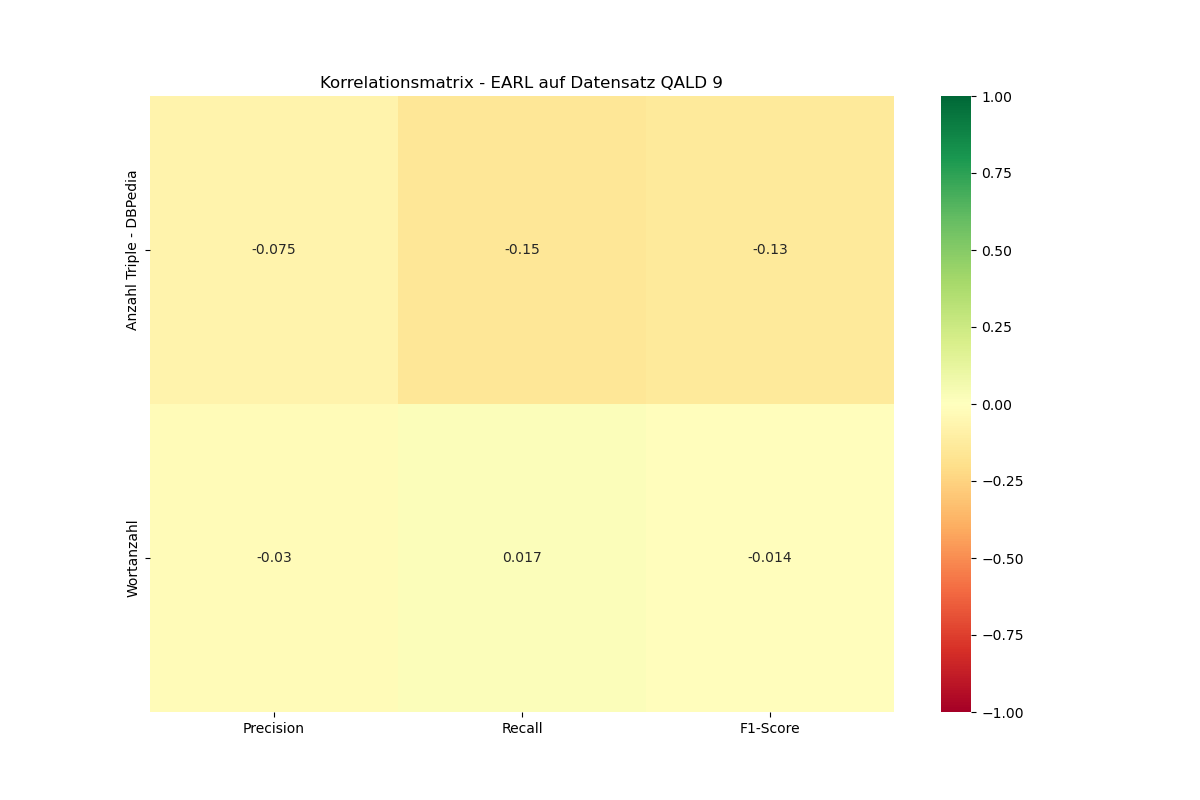 Korrelationsmatrix - EARL auf Datensatz QALD 9
Anzahl Triple - DBPedia
-0.075 -0.15 -0.13
Wortanzahl
-0.03 0.017 -0.014
Precision Recall F1-Score
1.00
0.75
0.50
0.25
0.00
−0.25
−0.50
−0.75
−1.00